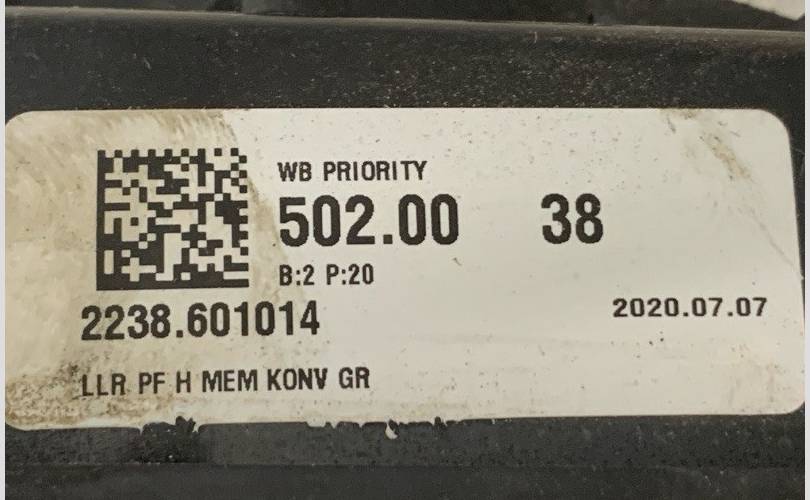 WB PRIORITY
502.00 38
B:2 P:20
2238.601014
2020.07.07
LLR PF H MEM KONV GR